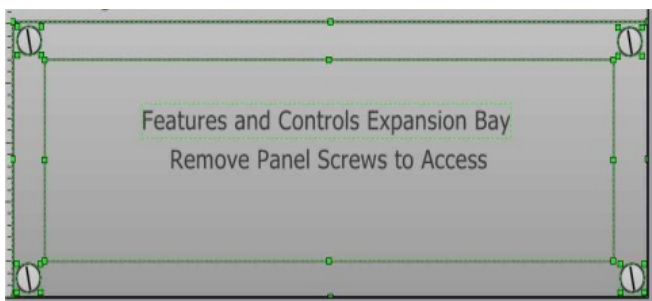 Features and Controls Expansion Bay
Remove Panel Screws to Access